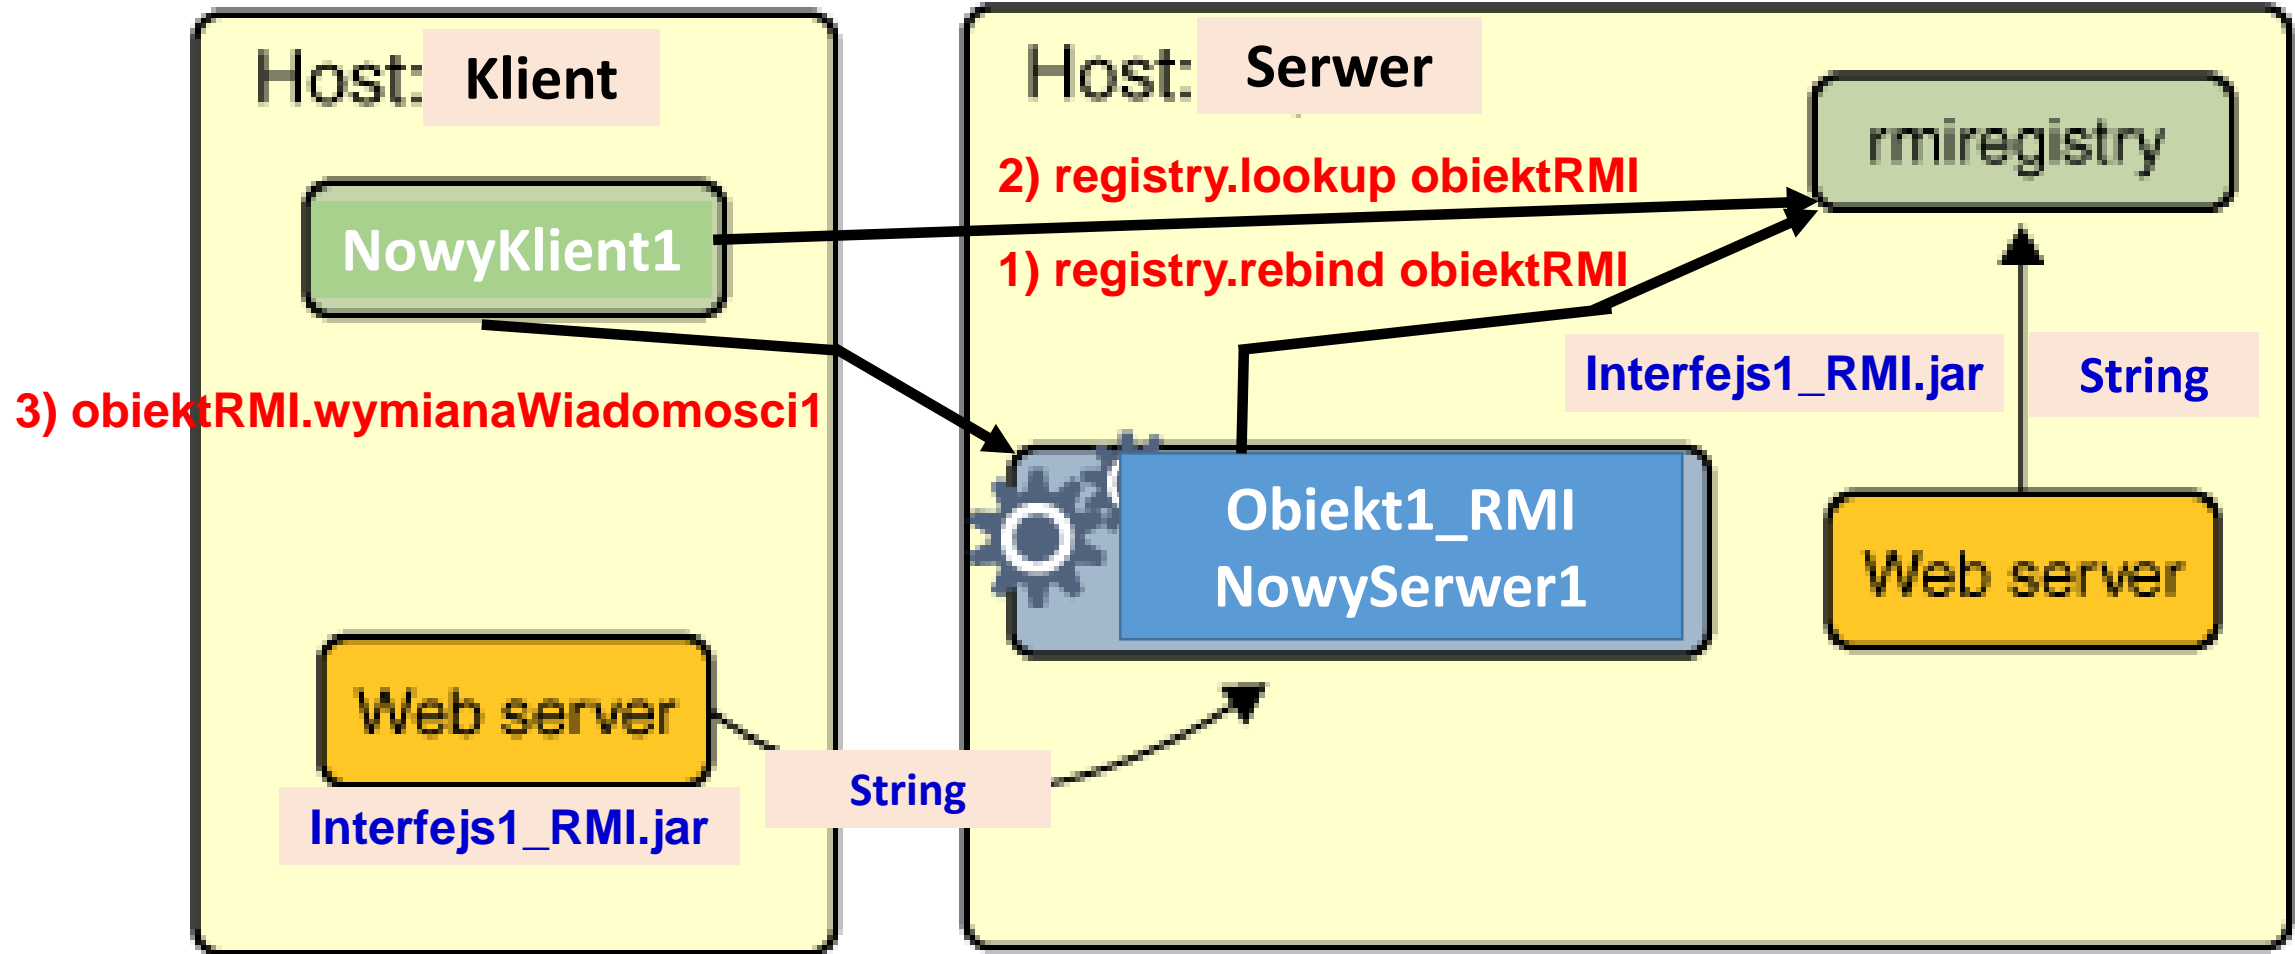 Host: Klient
NowyKlient1
3) obiektRMI.wymianaWiadomosci1
Web server
Interfejs1_RMI.jar
String
Host: Serwer
rmiregistry
2) registry.lookup obiektRMI
1) registry.rebind obiektRMI
Interfejs1_RMI.jar
String
Obiekt1_RMI
NowySerwer1
Web server